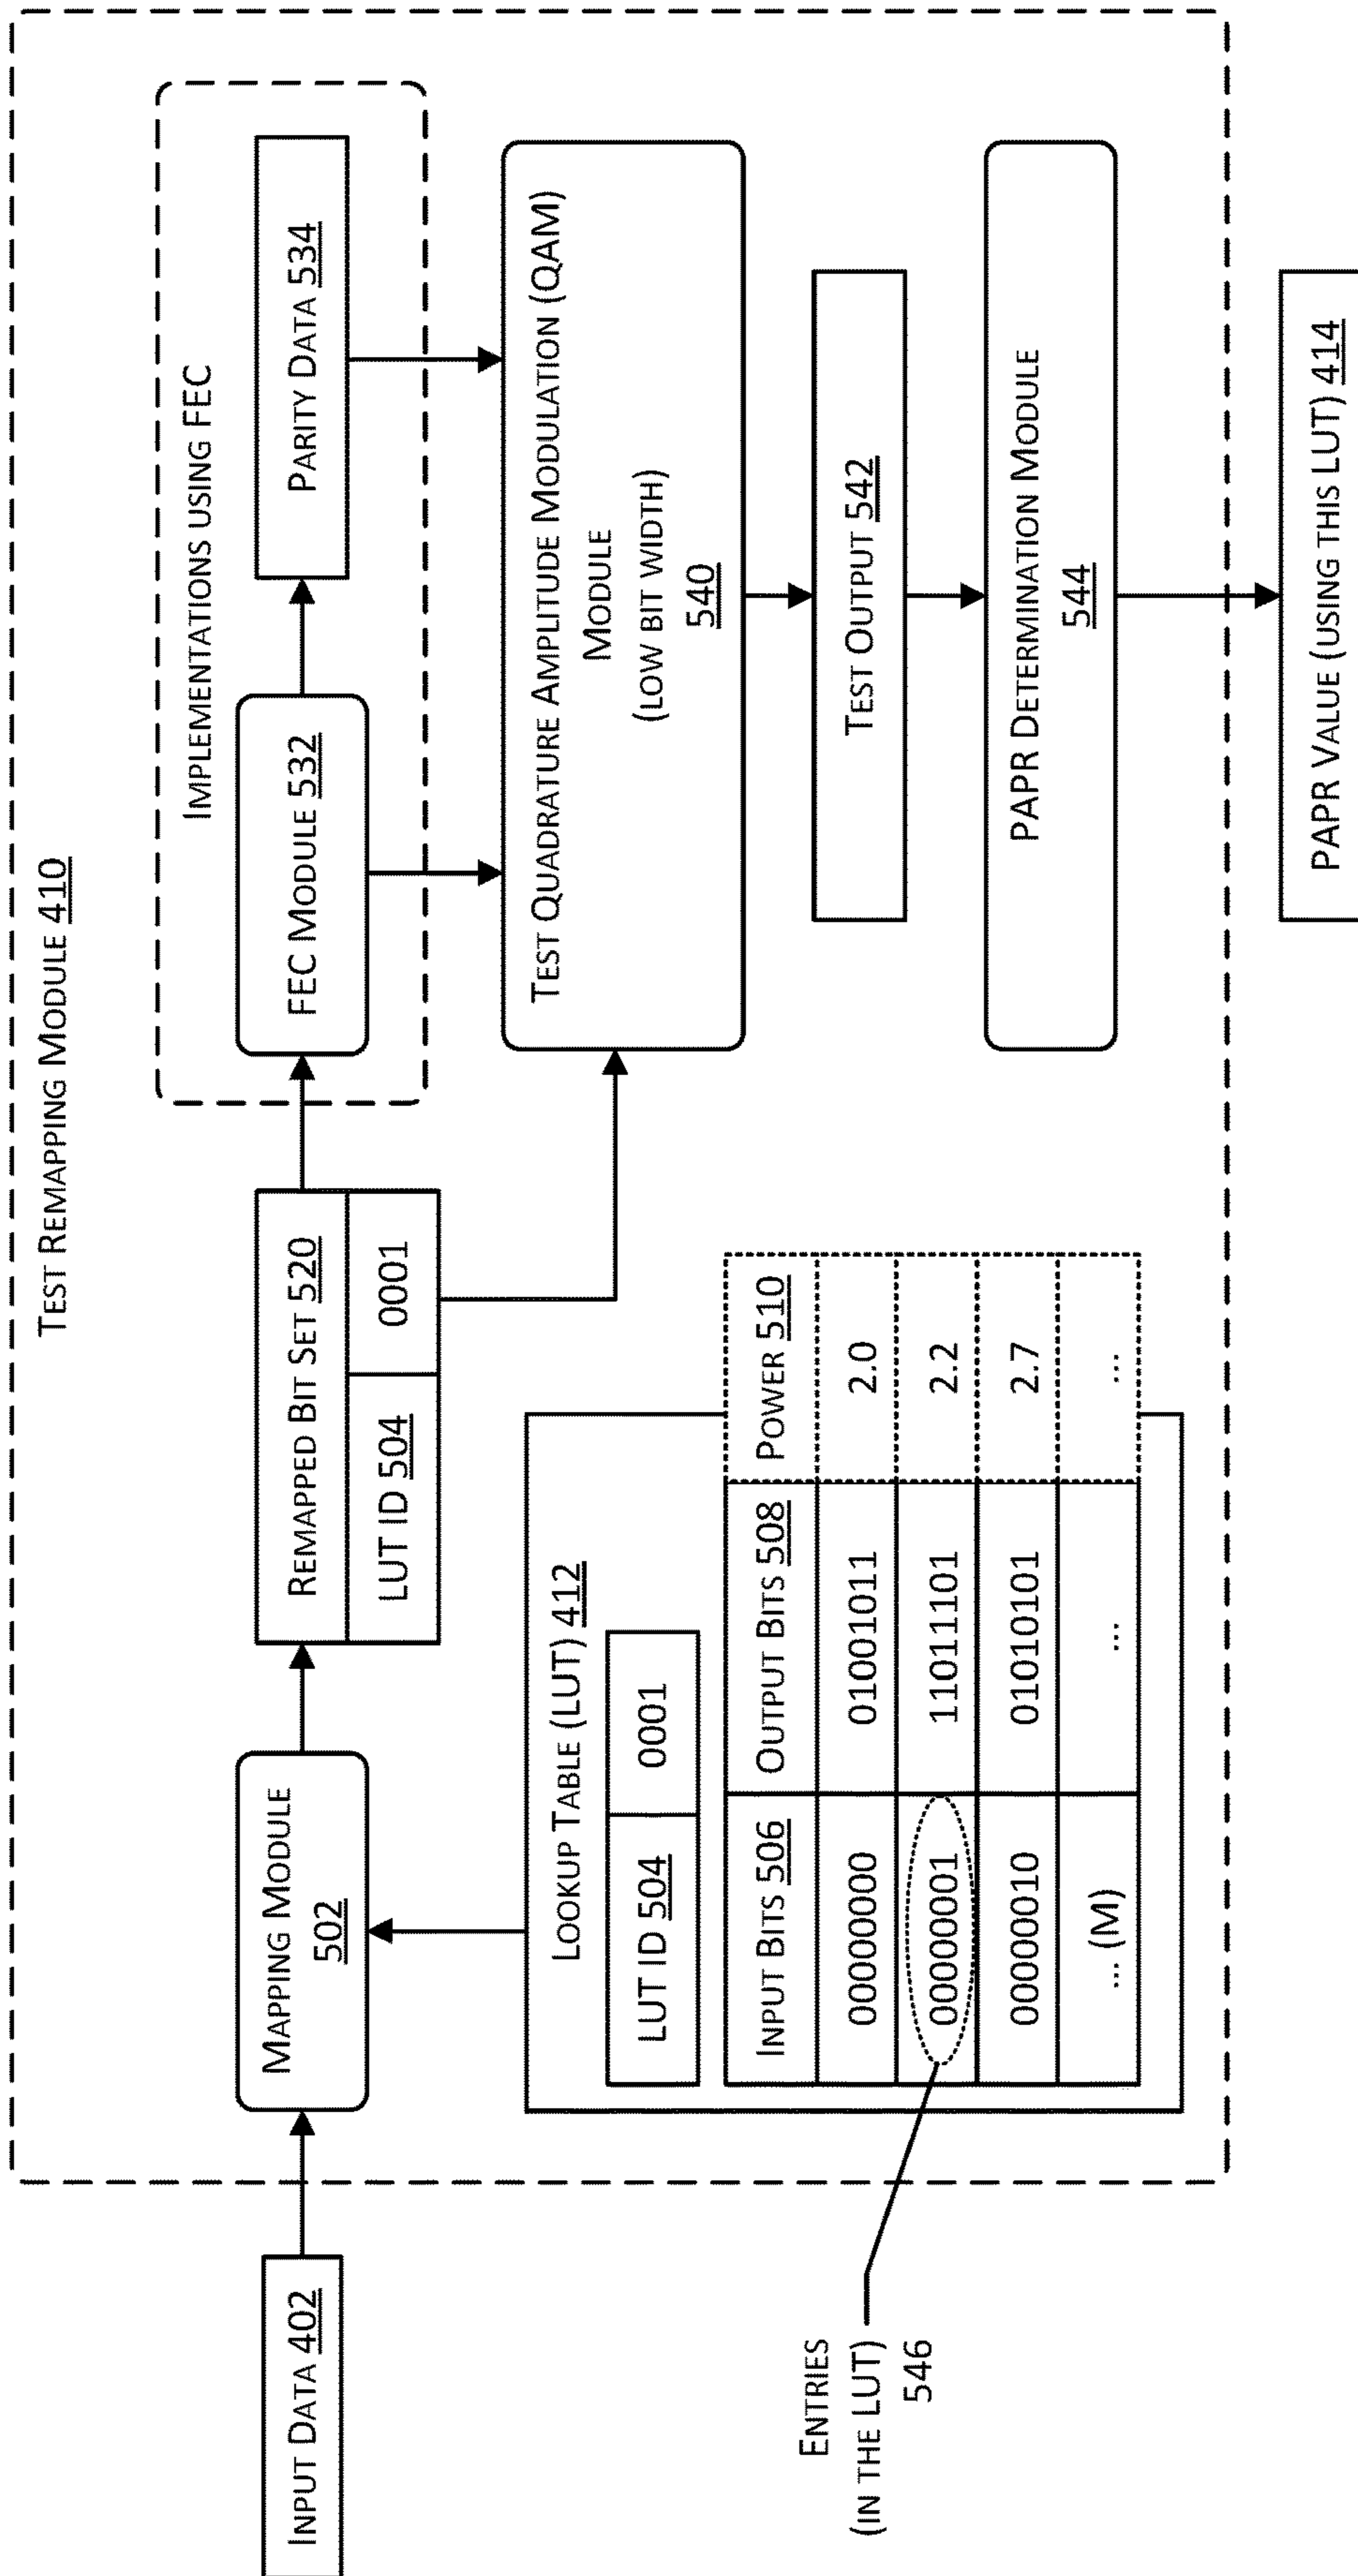 TEST REMAPPING MODULE 410
INPUT DATA 402
MAPPING MODULE
502
REMAPPED BIT SET 520
LUT ID 504
0001
IMPLEMENTATIONS USING FEC
FEC MODULE 532
PARITY DATA 534
LOOKUP TABLE (LUT) 412
LUT ID 504
0001
INPUT BITS 506
OUTPUT BITS 508
POWER 510
00000000
01001011
2.0
00000001
11011101
2.2
00000010
01010101
2.7
... (M)
...
...
ENTRIES
(IN THE LUT)
546
TEST QUADRATURE AMPLITUDE MODULATION (QAM)
MODULE
(LOW BIT WIDTH)
540
TEST OUTPUT 542
PAPR DETERMINATION MODULE
544
PAPR VALUE (USING THIS LUT) 414